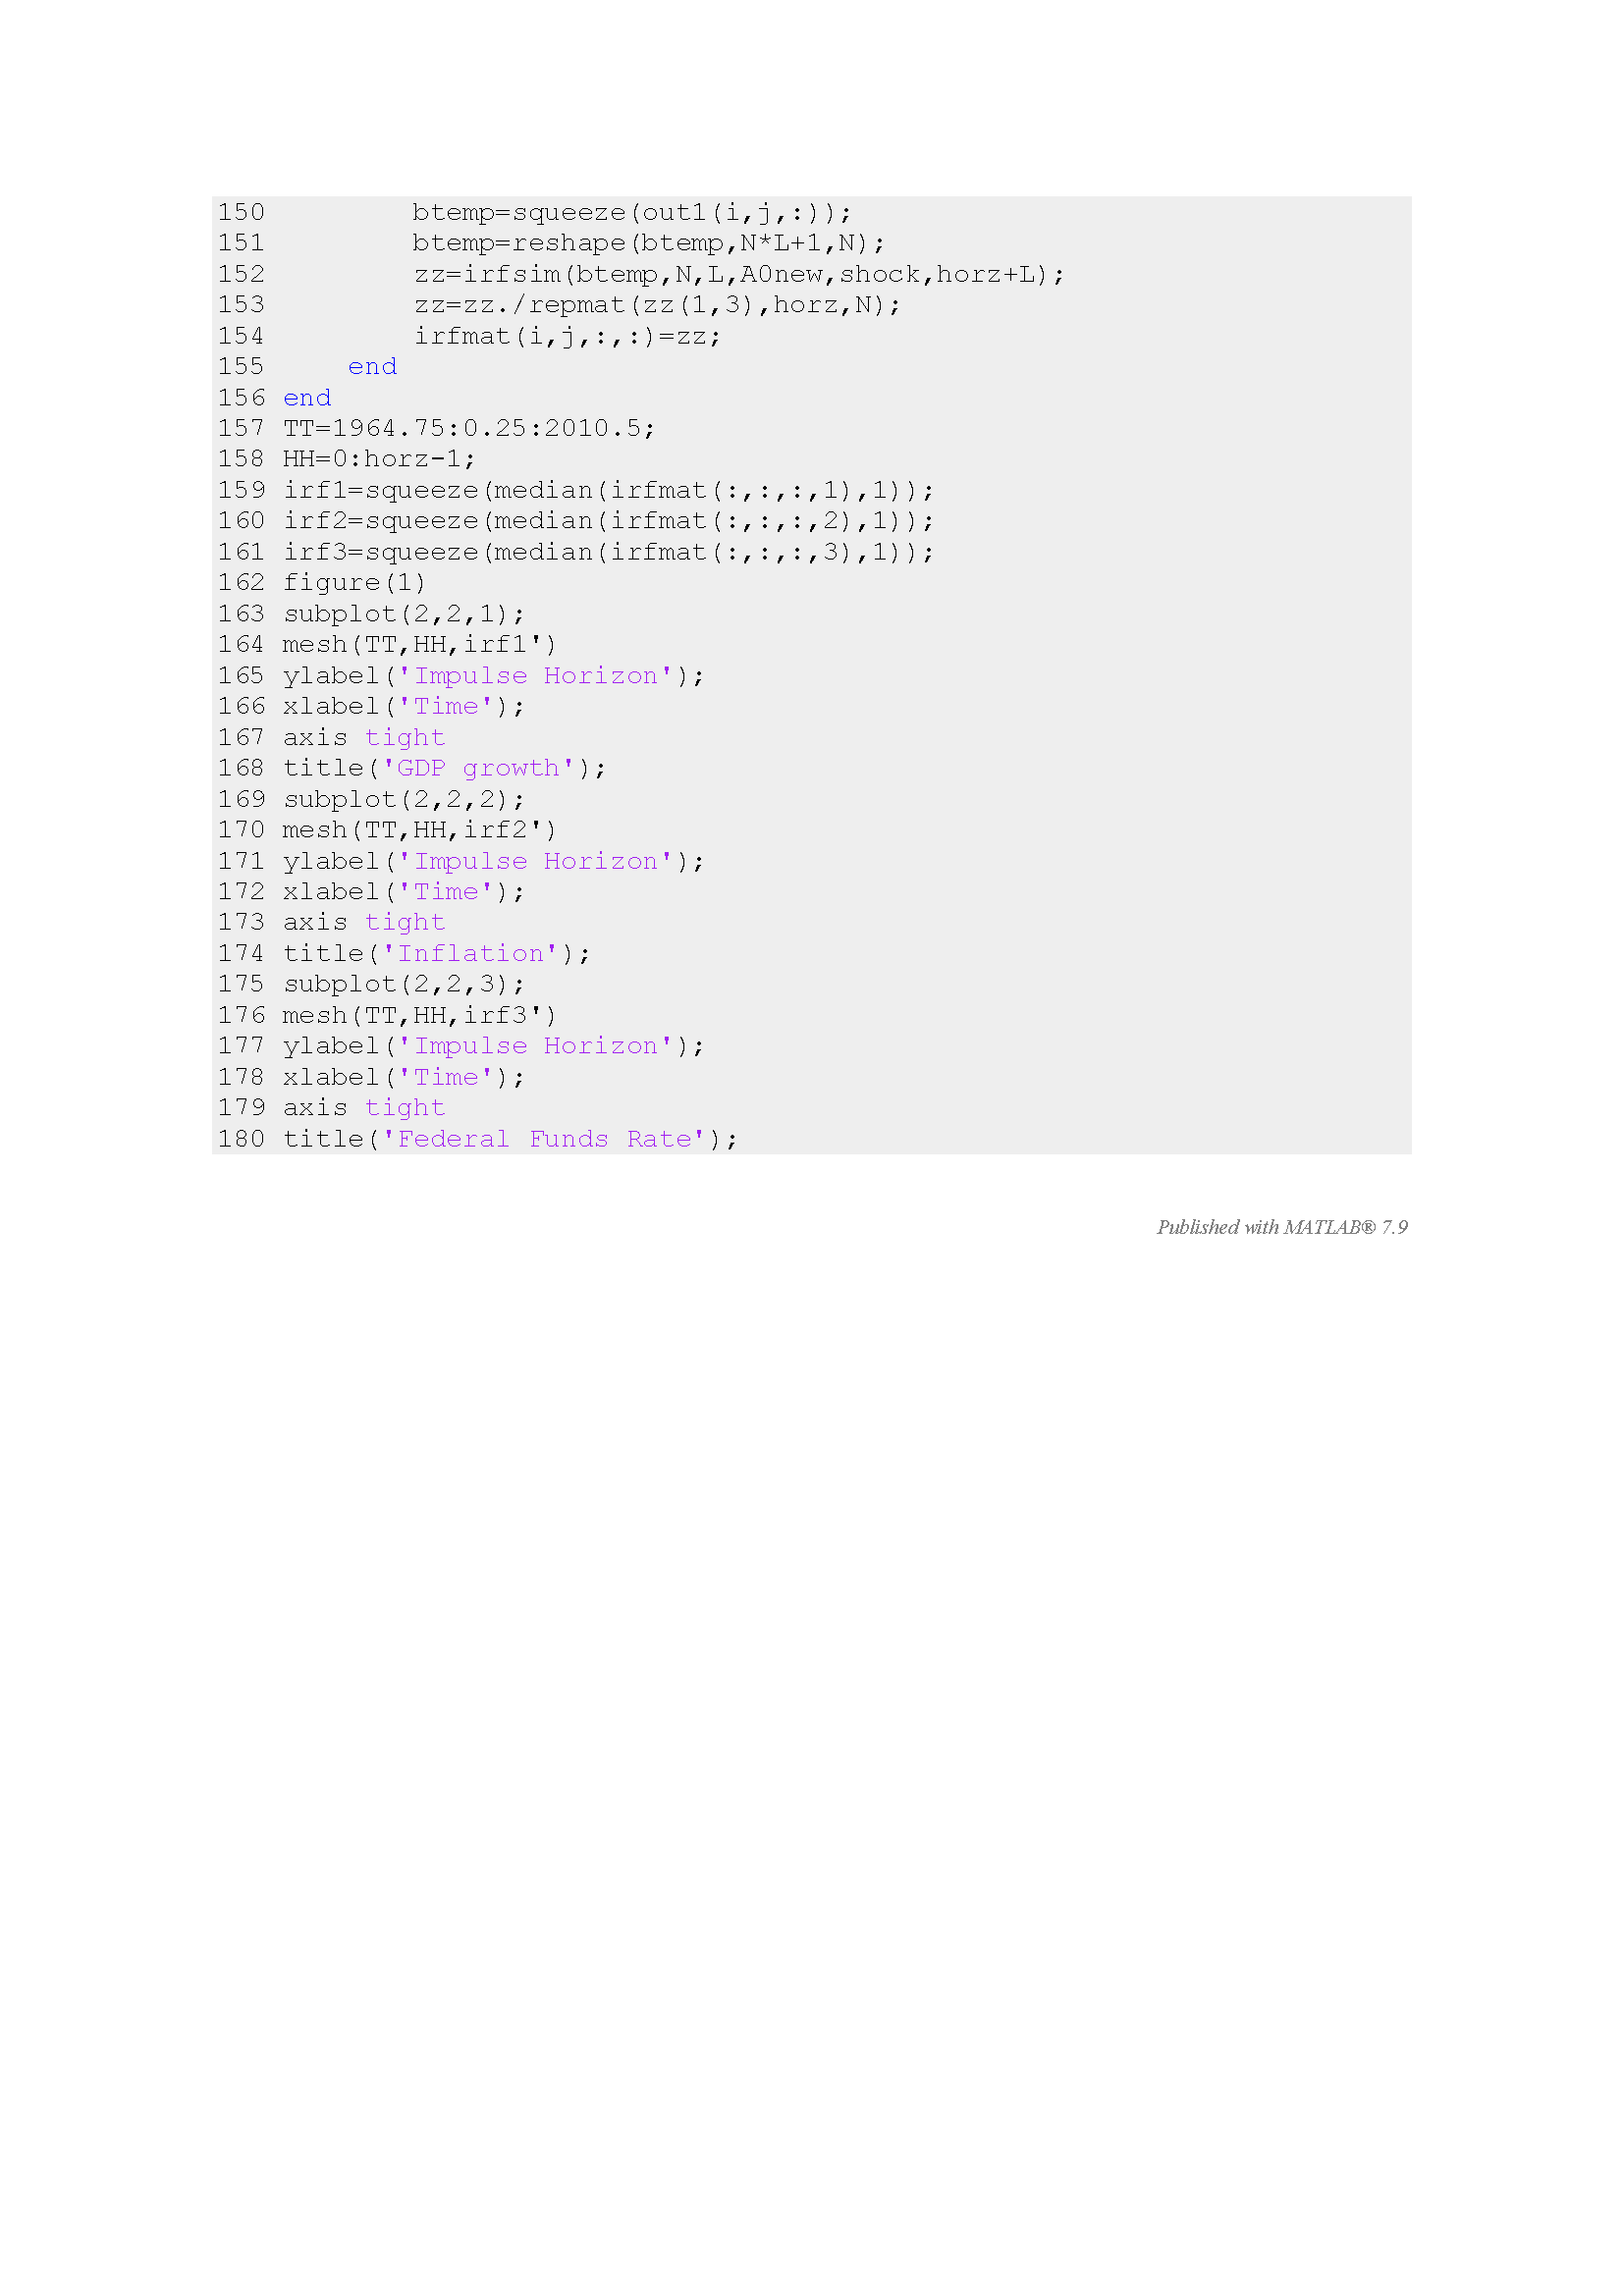 150         btemp=squeeze(out1(i,j,:));
151         btemp=reshape(btemp,N*L+1,N);
152         zz=irfsim(btemp,N,L,A0new,shock,horz+L);
153         zz=zz./repmat(zz(1,3),horz,N);
154         irfmat(i,j,:,:)=zz;
155     end
156 end
157 TT=1964.75:0.25:2010.5;
158 HH=0:horz-1;
159 irf1=squeeze(median(irfmat(:,:,:,1),1));
160 irf2=squeeze(median(irfmat(:,:,:,2),1));
161 irf3=squeeze(median(irfmat(:,:,:,3),1));
162 figure(1)
163 subplot(2,2,1);
164 mesh(TT,HH,irf1')
165 ylabel('Impulse Horizon');
166 xlabel('Time');
167 axis tight
168 title('GDP growth');
169 subplot(2,2,2);
170 mesh(TT,HH,irf2')
171 ylabel('Impulse Horizon');
172 xlabel('Time');
173 axis tight
174 title('Inflation');
175 subplot(2,2,3);
176 mesh(TT,HH,irf3')
177 ylabel('Impulse Horizon');
178 xlabel('Time');
179 axis tight
180 title('Federal Funds Rate');
Published with MATLAB® 7.9